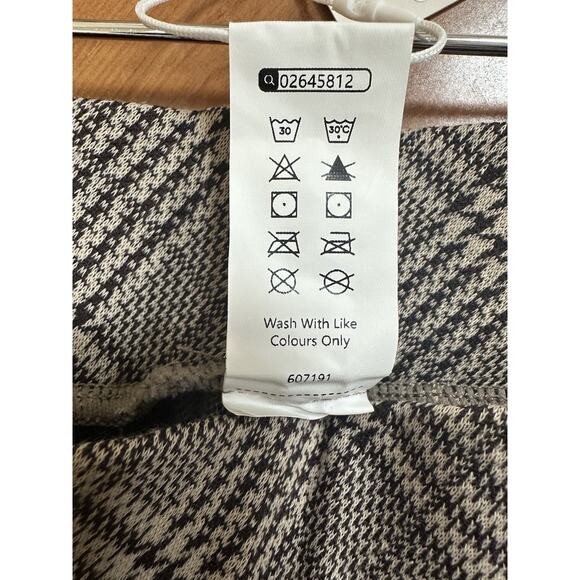 02645812
30 30°C
Wash With Like
Colours Only
607191